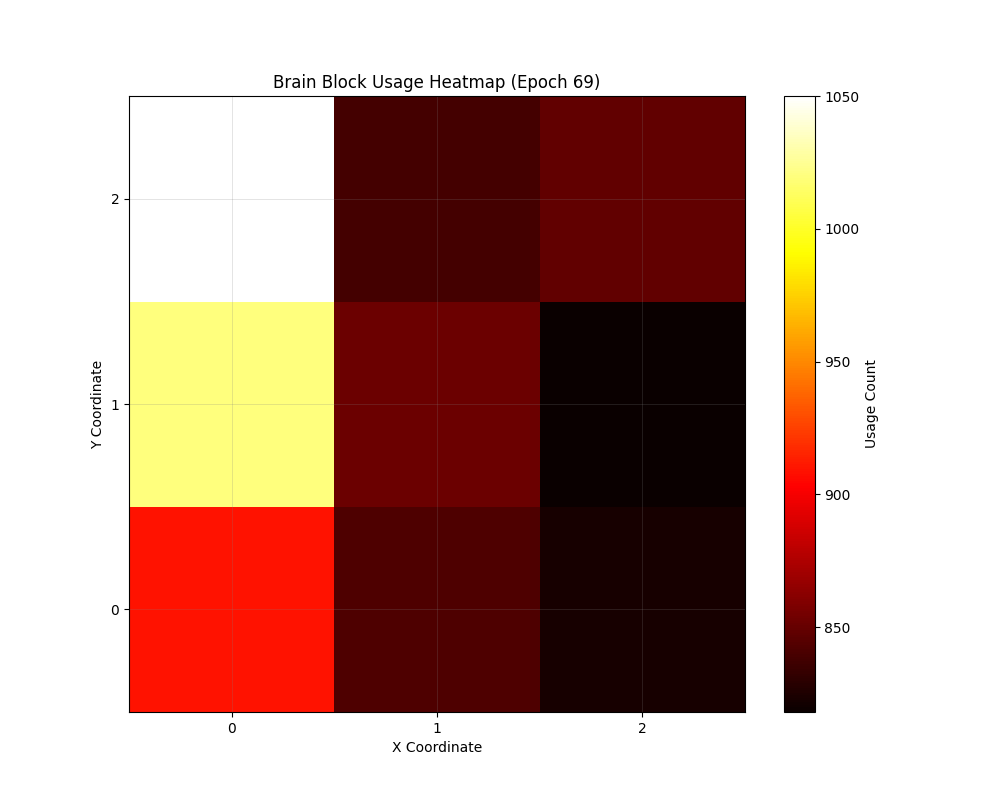 Brain Block Usage Heatmap (Epoch 69)
2
1
0
Y Coordinate
0 1 2
X Coordinate
1050
1000
950
900
850
Usage Count